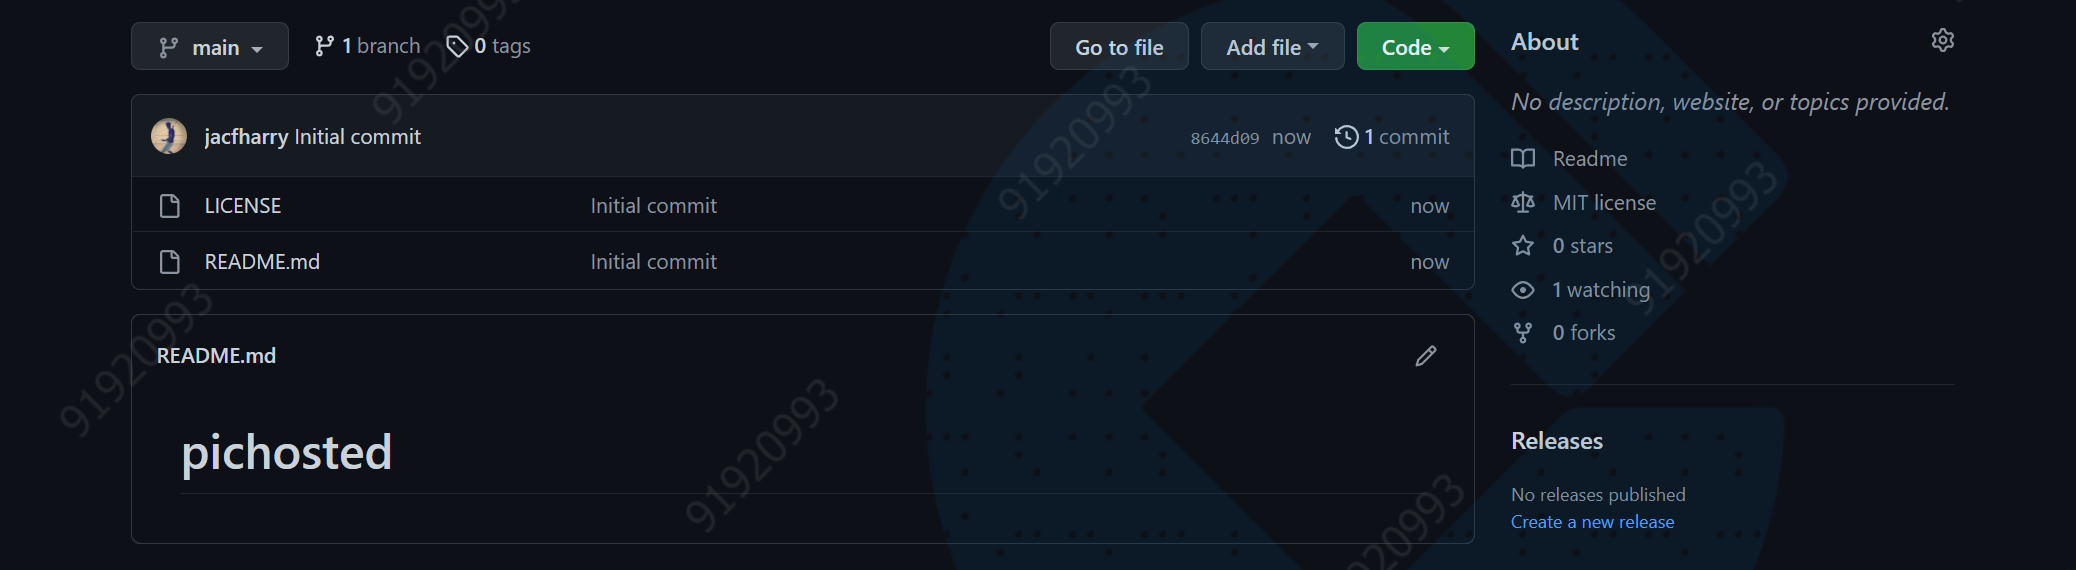 main 1 branch 0 tags Go to file Add file Code
jacfharry Initial commit 8644d09 now 1 commit
LICENSE Initial commit now
README.md Initial commit now
README.md
pichosted
About
No description, website, or topics provided.
Readme
MIT license
0 stars
1 watching
0 forks
Releases
No releases published
Create a new release
91920993
91920993
91920993
91920993
91920993
920993